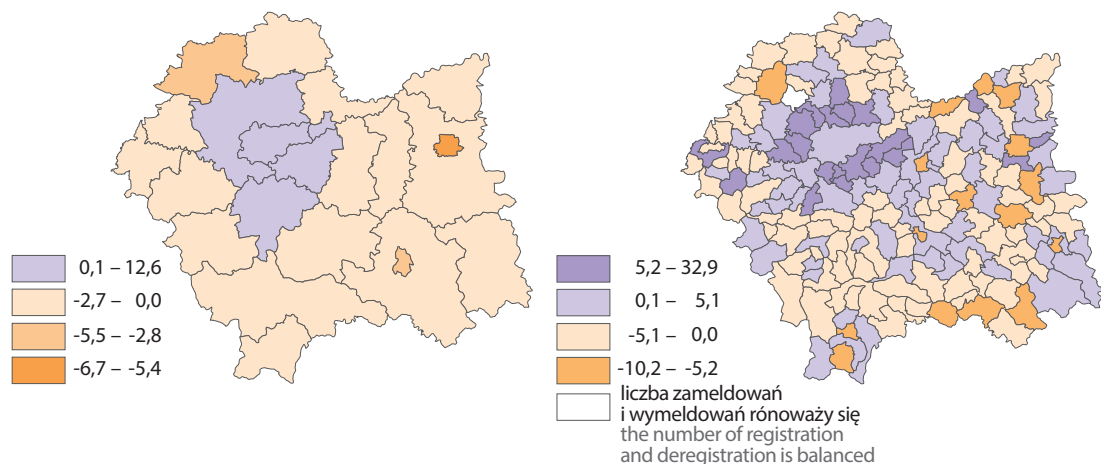 0,1 – 12,6
-2,7 – 0,0
-5,5 – -2,8
-6,7 – -5,4
5,2 – 32,9
0,1 – 5,1
-5,1 – 0,0
-10,2 – -5,2
liczba zameldowań
i wymeldowań rónoważy się
the number of registration
and deregistration is balanced